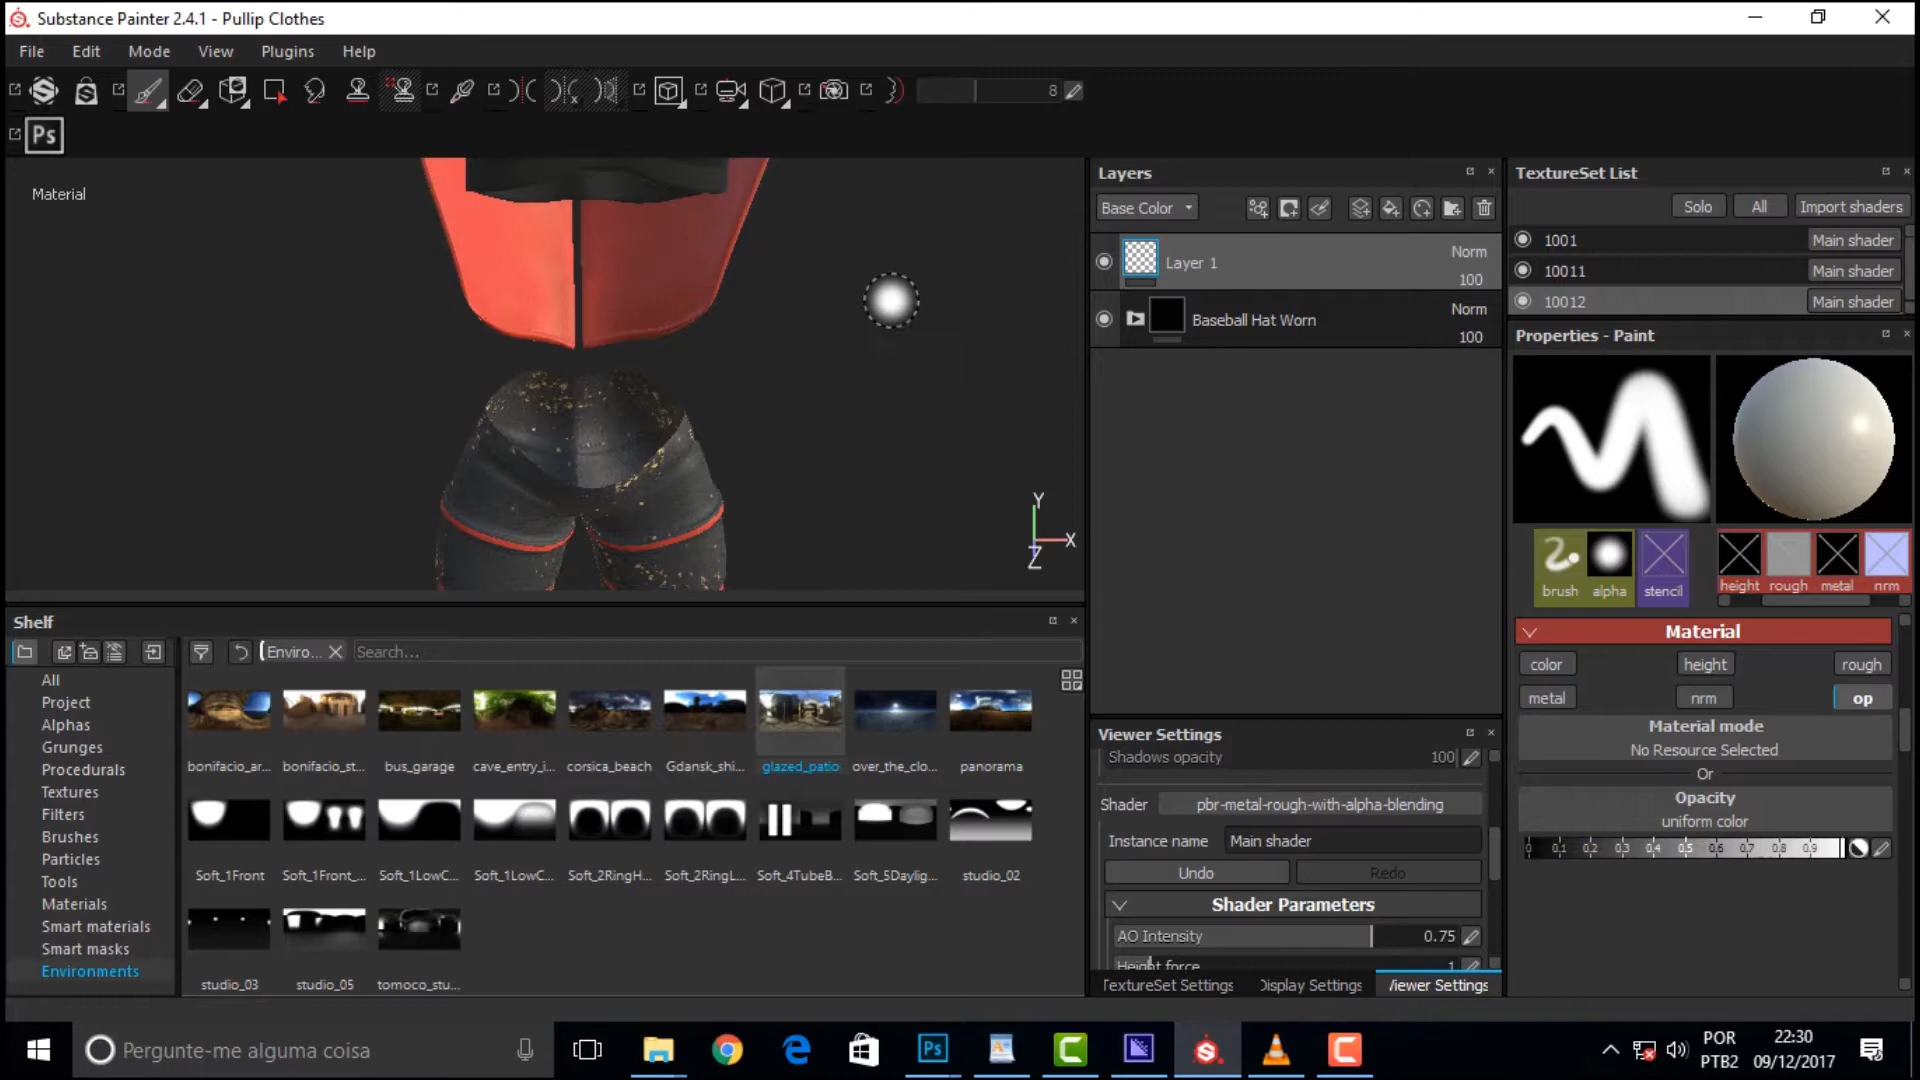 Substance Painter 2.4.1 - Pullip Clothes
File Edit Mode View Plugins Help
8
Ps
Material
Layers
Base Color
Layer 1 Norm 100
Baseball Hat Worn Norm 100
TextureSet List
Solo All Import shaders
1001 Main shader
10011 Main shader
10012 Main shader
Properties - Paint
brush alpha stencil height rough metal nrm
Material
color height rough
metal nrm op
Material mode
No Resource Selected
Or
Opacity
uniform color
0 0.1 0.2 0.3 0.4 0.5 0.6 0.7 0.8 0.9
Y
X
Z
Shelf
Enviro... Search...
All
Project
Alphas
Grunges
Procedurals
Textures
Filters
Brushes
Particles
Tools
Materials
Smart materials
Smart masks
Environments
bonifacio_ar... bonifacio_st... bus_garage cave_entry_i... corsica_beach Gdansk_shi... glazed_patio over_the_clo... panorama
Soft_1Front Soft_1Front_... Soft_1LowC... Soft_1LowC... Soft_2RingH... Soft_2RingL... Soft_4TubeB... Soft_5Daylig... studio_02
studio_03 studio_05 tomoco_stu...
Viewer Settings
Shadows opacity 100
Shader pbr-metal-rough-with-alpha-blending
Instance name Main shader
Undo Redo
Shader Parameters
AO Intensity 0.75
Height force 1
TextureSet Settings Display Settings Viewer Settings
Pergunte-me alguma coisa
Ps
POR
PTB2
22:30
09/12/2017